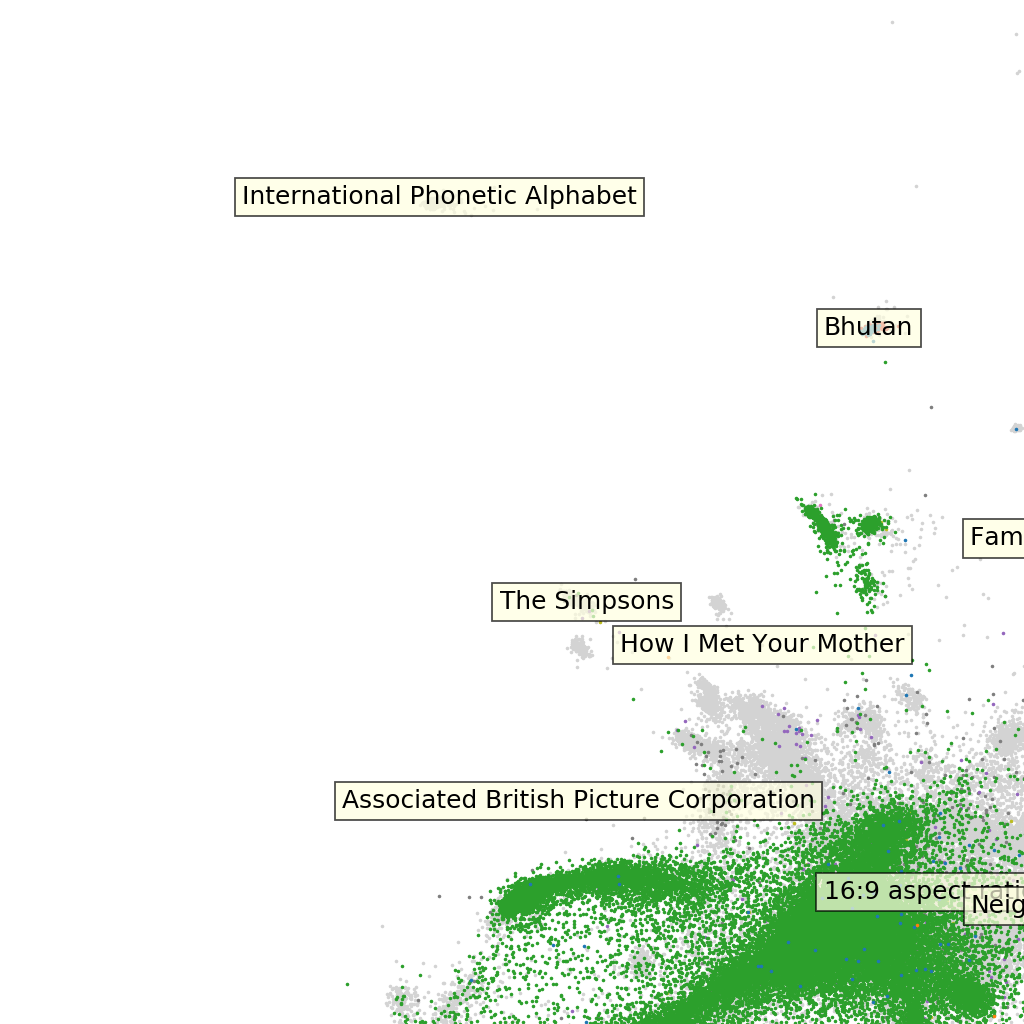 International Phonetic Alphabet
Bhutan
Fam
The Simpsons
How I Met Your Mother
Associated British Picture Corporation
16:9 aspect rati
Neig